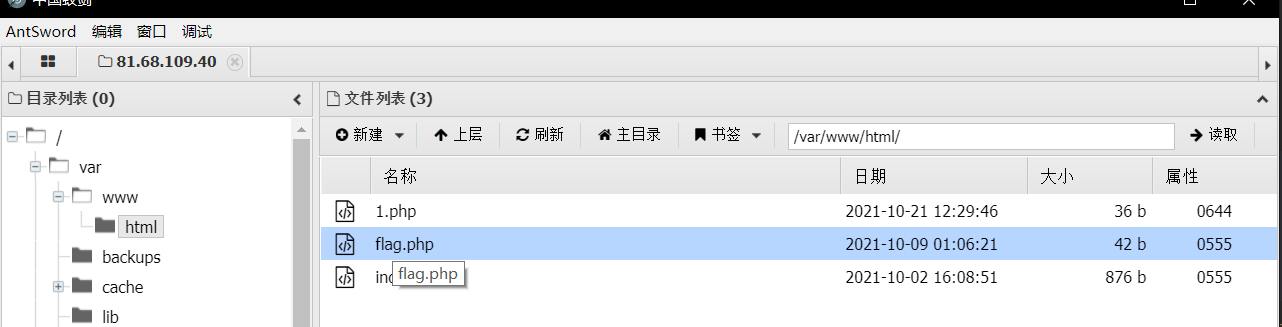 中国蚁剑
AntSword 编辑 窗口 调试
81.68.109.40
目录列表 (0)
文件列表 (3)
新建 上层 刷新 主目录 书签 /var/www/html/ 读取
/
var
www
html
backups
cache
lib
名称 日期 大小 属性
1.php 2021-10-21 12:29:46 36 b 0644
flag.php 2021-10-09 01:06:21 42 b 0555
flag.php
2021-10-02 16:08:51 876 b 0555